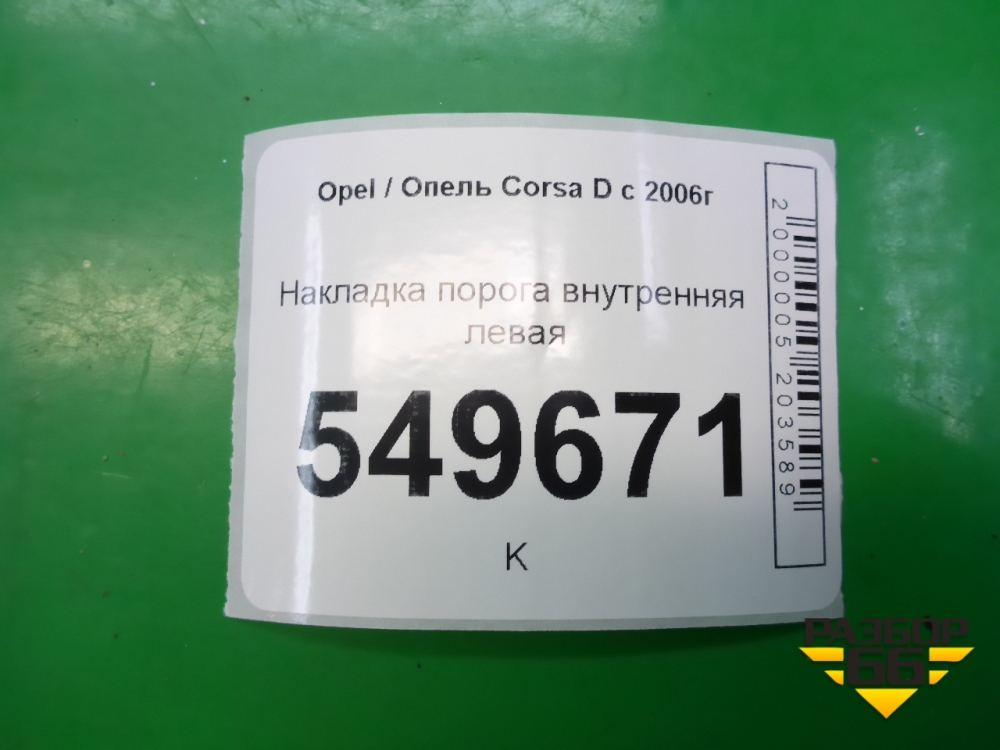 Opel / Опель Corsa D с 2006г
Накладка порога внутренняя
левая
549671
К
2000005203589
РАЗБОР
66